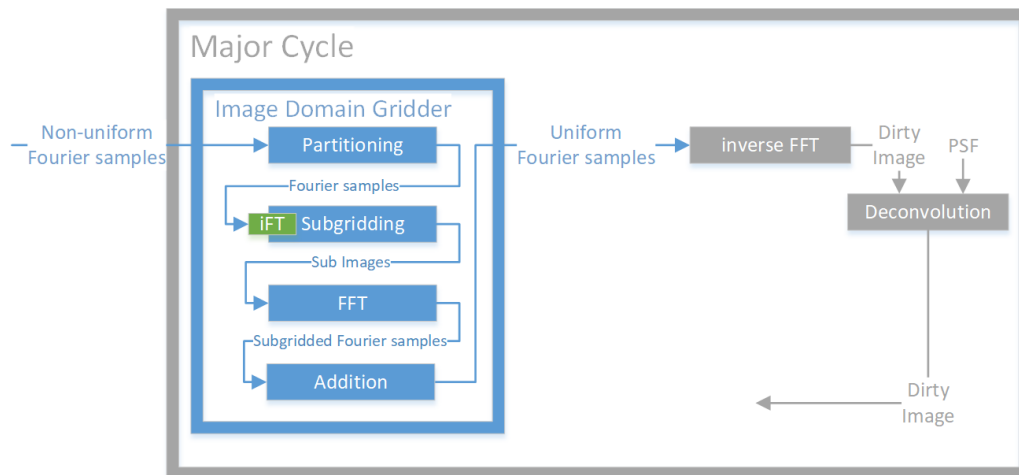 Major Cycle
Image Domain Gridder
Non-uniform
Fourier samples
Partitioning
Fourier samples
iFT
Subgridding
Sub Images
FFT
Subgridded Fourier samples
Addition
Uniform
Fourier samples
inverse FFT
Dirty
Image
PSF
Deconvolution
Dirty
Image